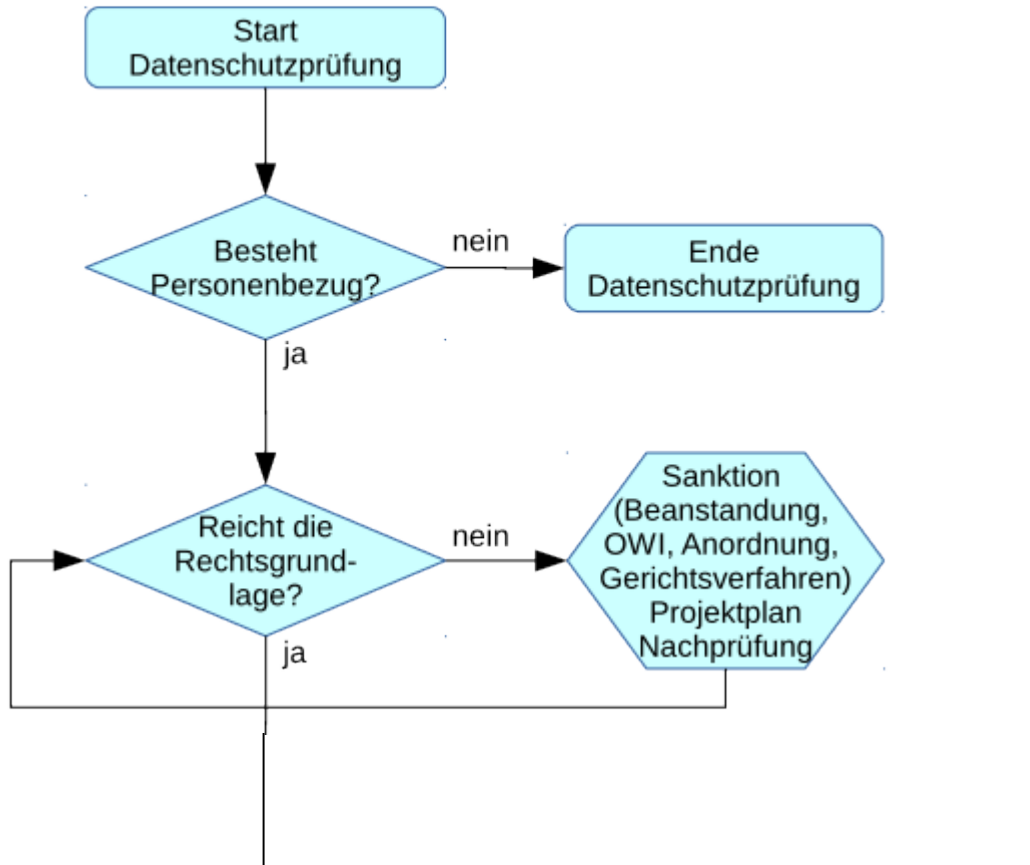 Start
Datenschutzprüfung
Besteht
Personenbezug?
nein
Ende
Datenschutzprüfung
ja
Reicht die
Rechtsgrund-
lage?
nein
Sanktion
(Beanstandung,
OWI, Anordnung,
Gerichtsverfahren)
Projektplan
Nachprüfung
ja